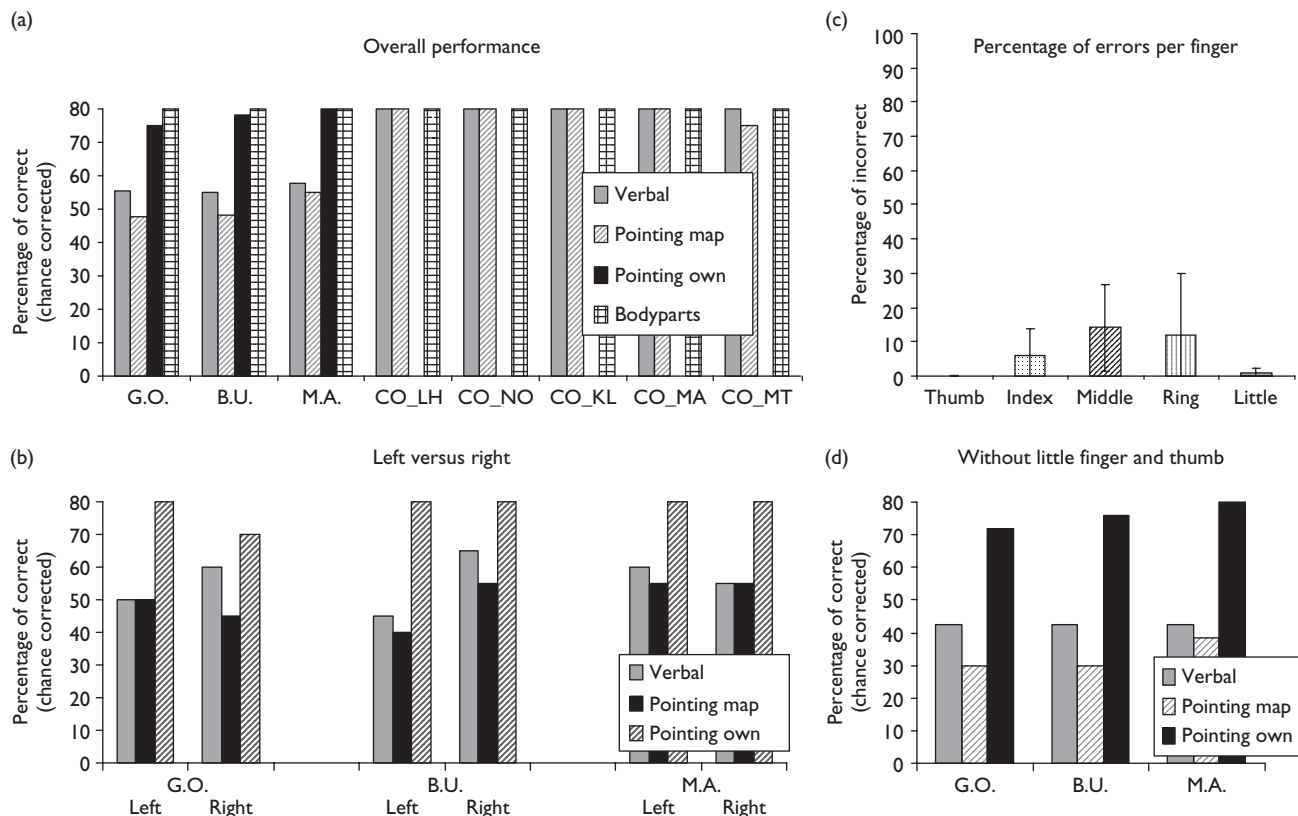 (a)
Overall performance
Percentage of correct
(chance corrected)
80
70
60
50
40
30
20
10
0
G.O.
B.U.
M.A.
CO_LH
CO_NO
CO_KL
CO_MA
CO_MT
Verbal
Pointing map
Pointing own
Bodyparts
(c)
Percentage of errors per finger
Percentage of incorrect
100
90
80
70
60
50
40
30
20
10
0
Thumb
Index
Middle
Ring
Little
(b)
Left versus right
Percentage of correct
(chance corrected)
80
70
60
50
40
30
20
10
0
G.O.
B.U.
M.A.
Left
Right
Left
Right
Left
Right
Verbal
Pointing map
Pointing own
(d)
Without little finger and thumb
Percentage of correct
(chance corrected)
80
70
60
50
40
30
20
10
0
G.O.
B.U.
M.A.
Verbal
Pointing map
Pointing own